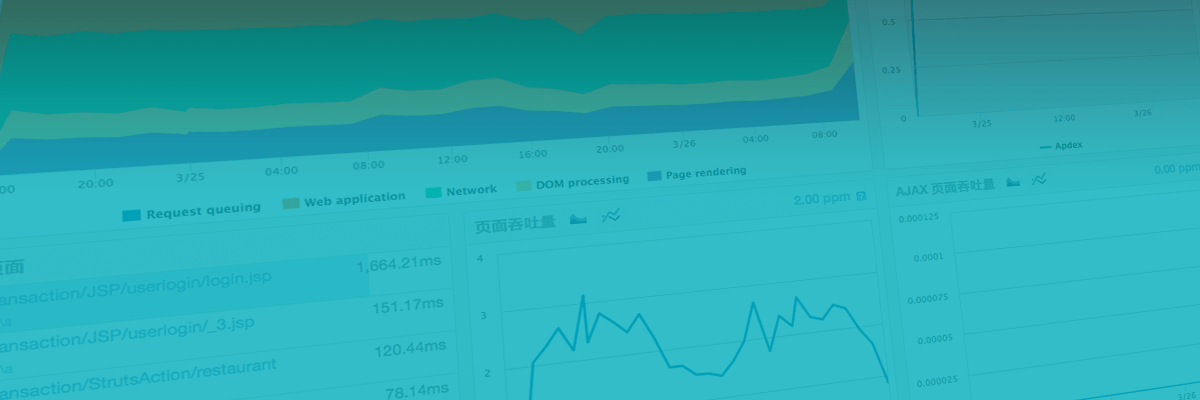 0.5
0.25
0
3/25
12:00
3/26
Apdex
:00
20:00
3/25
04:00
08:00
12:00
16:00
20:00
3/26
04:00
08:00
Request queuing
Web application
Network
DOM processing
Page rendering
页面
ansaction/JSP/userlogin/login.jsp
1,664.21ms
ansaction/JSP/userlogin/_3.jsp
151.17ms
ansaction/StrutsAction/restaurant
120.44ms
78.14ms
页面吞吐量
2.00 ppm
4
3
2
AJAX 页面吞吐量
0.00 ppm
0.000125
0.0001
0.000075
0.00005
0.000025
3/26